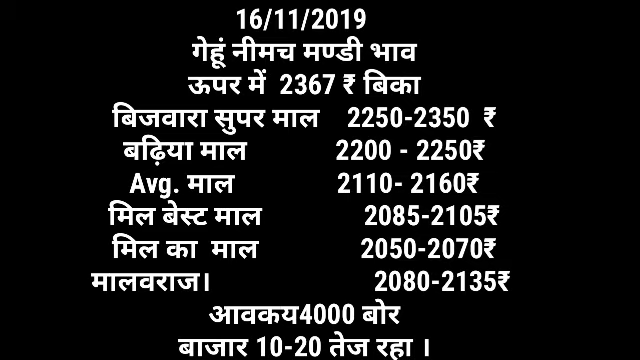 16/11/2019
गेहूं नीमच मण्डी भाव
ऊपर में 2367 ₹ बिका
बिजवारा सुपर माल 2250-2350 ₹
बढ़िया माल 2200 - 2250₹
Avg. माल 2110- 2160₹
मिल बेस्ट माल 2085-2105₹
मिल का माल 2050-2070₹
मालवराज। 2080-2135₹
आवकय4000 बोर
बाजार 10-20 तेज रहा ।